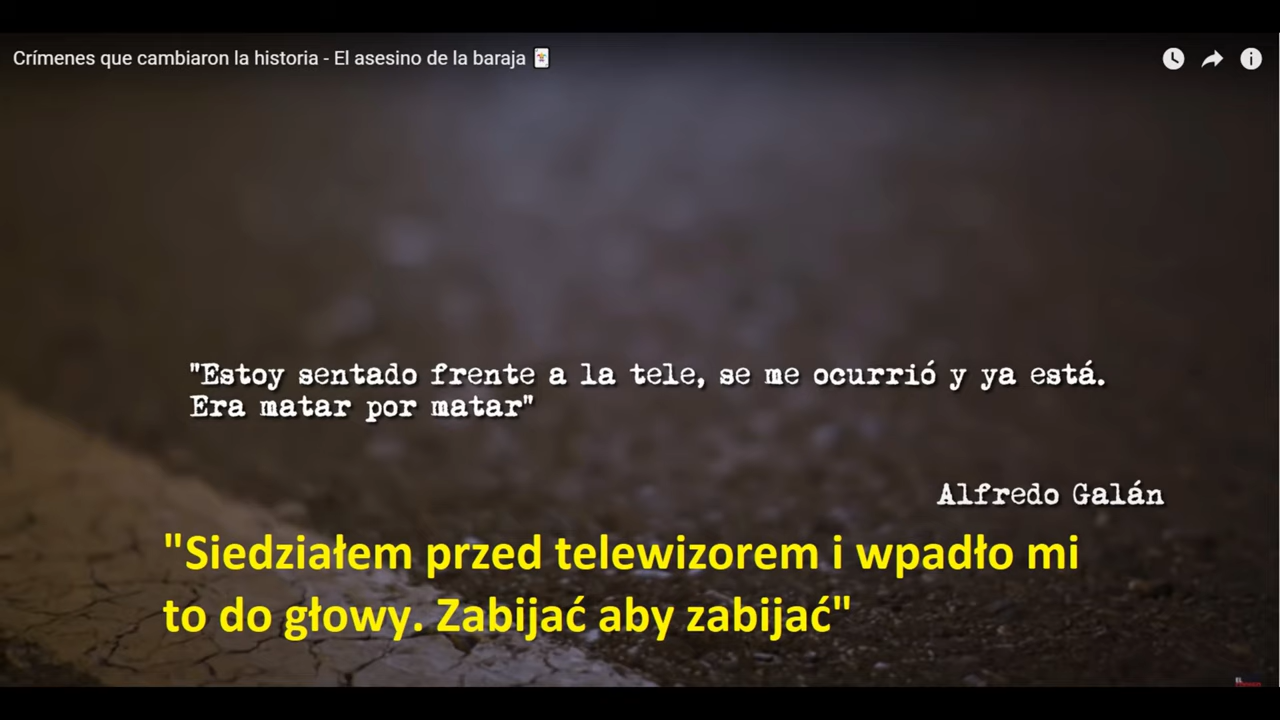 Crímenes que cambiaron la historia - El asesino de la baraja 🃏
"Estoy sentado frente a la tele, se me ocurrió y ya está.
Era matar por matar"
Alfredo Galán
"Siedziałem przed telewizorem i wpadło mi
to do głowy. Zabijać aby zabijać"